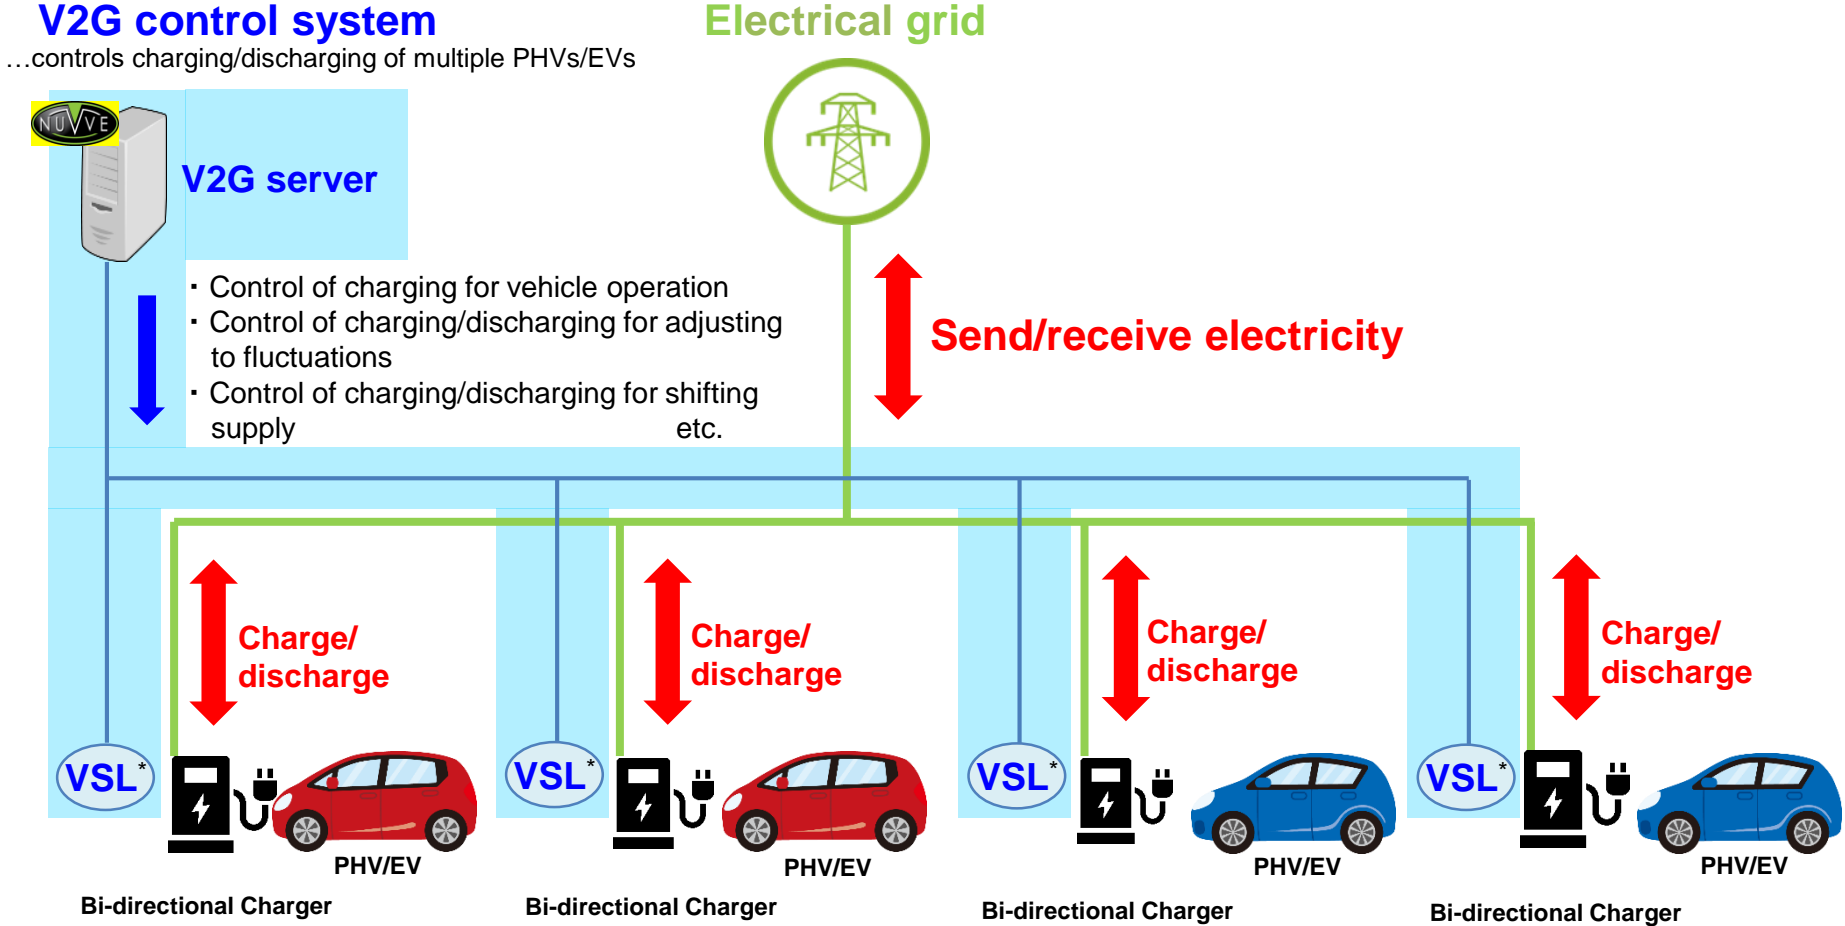 V2G control system
…controls charging/discharging of multiple PHVs/EVs
Electrical grid
NUVVE
V2G server
・Control of charging for vehicle operation
・Control of charging/discharging for adjusting
to fluctuations
・Control of charging/discharging for shifting
supply etc.
Send/receive electricity
Charge/
discharge
Charge/
discharge
Charge/
discharge
Charge/
discharge
VSL*
VSL*
VSL*
VSL*
PHV/EV
PHV/EV
PHV/EV
PHV/EV
Bi-directional Charger
Bi-directional Charger
Bi-directional Charger
Bi-directional Charger